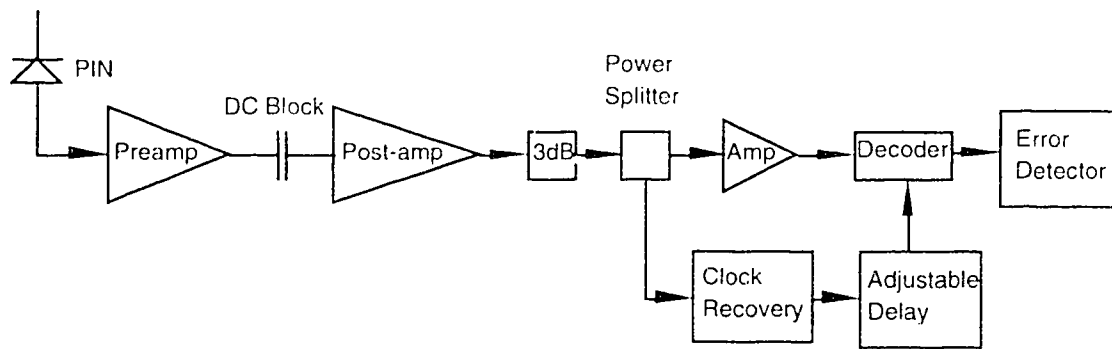 PIN
Power
Splitter
DC Block
Preamp
Post-amp
3dB
Amp
Decoder
Error
Detector
Clock
Recovery
Adjustable
Delay